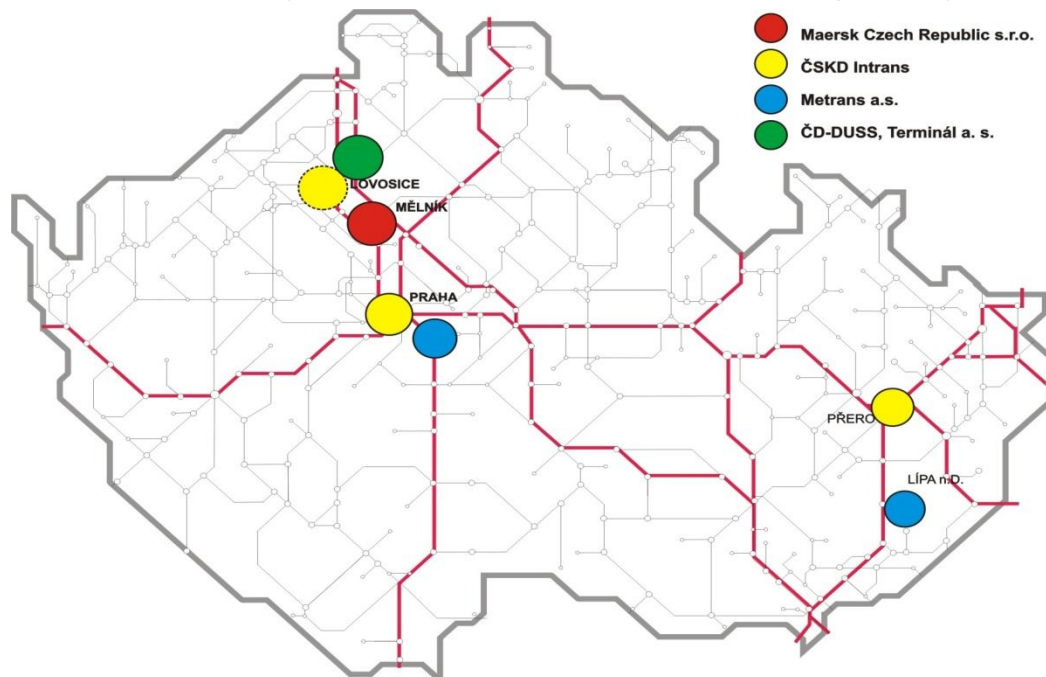 Maersk Czech Republic s.r.o.
ČSKD Intrans
Metrans a.s.
ČD-DUSS, Terminál a. s.
LOVOSICE
MĚLNÍK
PRAHA
PŘERO
LÍPA n.D.